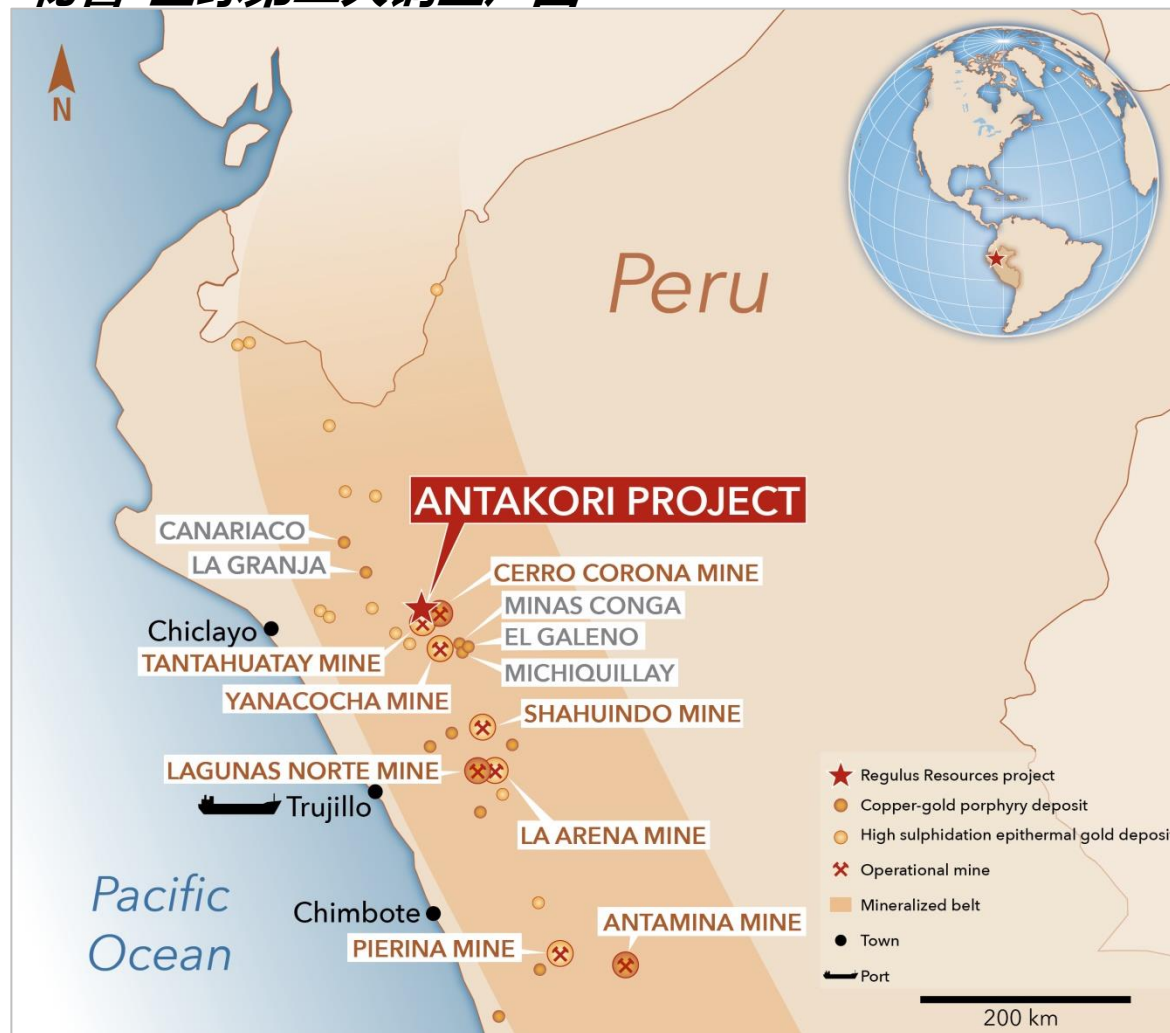 N
Peru
ANTAKORI PROJECT
CANARIACO
LA GRANJA
CERRO CORONA MINE
MINAS CONGA
Chiclayo
EL GALENO
TANTAHUATAY MINE
MICHIQUILLAY
YANACOCHA MINE
SHAHUINDO MINE
LAGUNAS NORTE MINE
Trujillo
LA ARENA MINE
Pacific
Ocean
Chimbote
ANTAMINA MINE
PIERINA MINE
Regulus Resources project
Copper-gold porphyry deposit
High sulphidation epithermal gold deposi
Operational mine
Mineralized belt
Town
Port
200 km